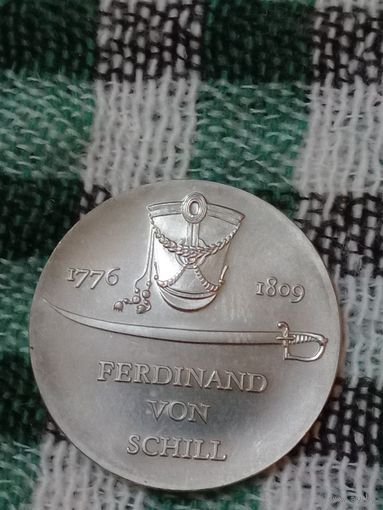 1776 1809
FERDINAND
VON
SCHILL